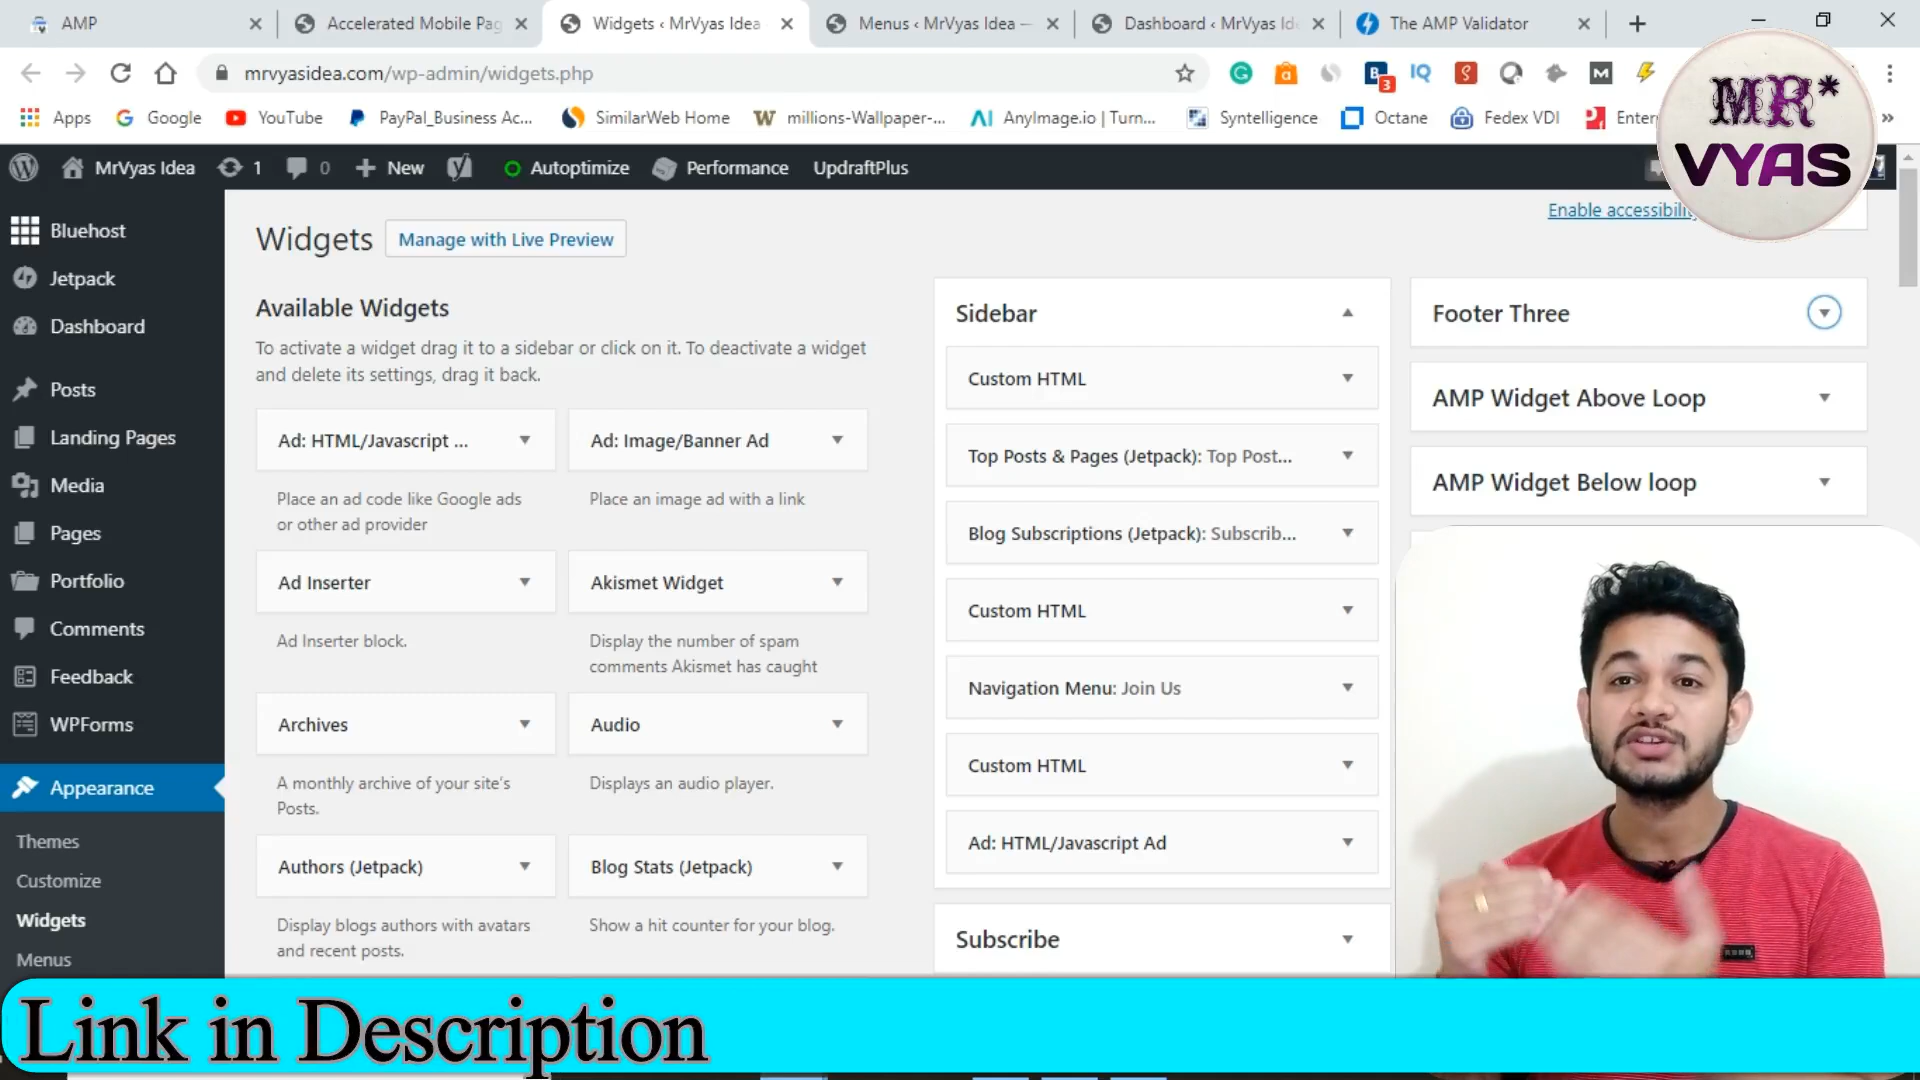 AMP
Accelerated Mobile Pag
Widgets ‹ MrVyas Idea
Menus ‹ MrVyas Idea —
Dashboard ‹ MrVyas Id
The AMP Validator
mrvyasidea.com/wp-admin/widgets.php
3
IQ
Apps
Google
YouTube
PayPal_Business Ac...
SimilarWeb Home
millions-Wallpaper-...
AnyImage.io | Turn...
Syntelligence
Octane
Fedex VDI
Enter
MR*
VYAS
MrVyas Idea
1
0
New
Autoptimize
Performance
UpdraftPlus
Bluehost
Jetpack
Dashboard
Posts
Landing Pages
Media
Pages
Portfolio
Comments
Feedback
WPForms
Appearance
Themes
Customize
Widgets
Menus
Enable accessibility
Widgets
Manage with Live Preview
Available Widgets
To activate a widget drag it to a sidebar or click on it. To deactivate a widget
and delete its settings, drag it back.
Ad: HTML/Javascript ...
Ad: Image/Banner Ad
Place an ad code like Google ads
or other ad provider
Place an image ad with a link
Ad Inserter
Akismet Widget
Ad Inserter block.
Display the number of spam
comments Akismet has caught
Archives
Audio
A monthly archive of your site's
Posts.
Displays an audio player.
Authors (Jetpack)
Blog Stats (Jetpack)
Display blogs authors with avatars
and recent posts.
Show a hit counter for your blog.
Sidebar
Custom HTML
Top Posts & Pages (Jetpack): Top Post...
Blog Subscriptions (Jetpack): Subscrib...
Custom HTML
Navigation Menu: Join Us
Custom HTML
Ad: HTML/Javascript Ad
Subscribe
Footer Three
AMP Widget Above Loop
AMP Widget Below loop
Link in Description